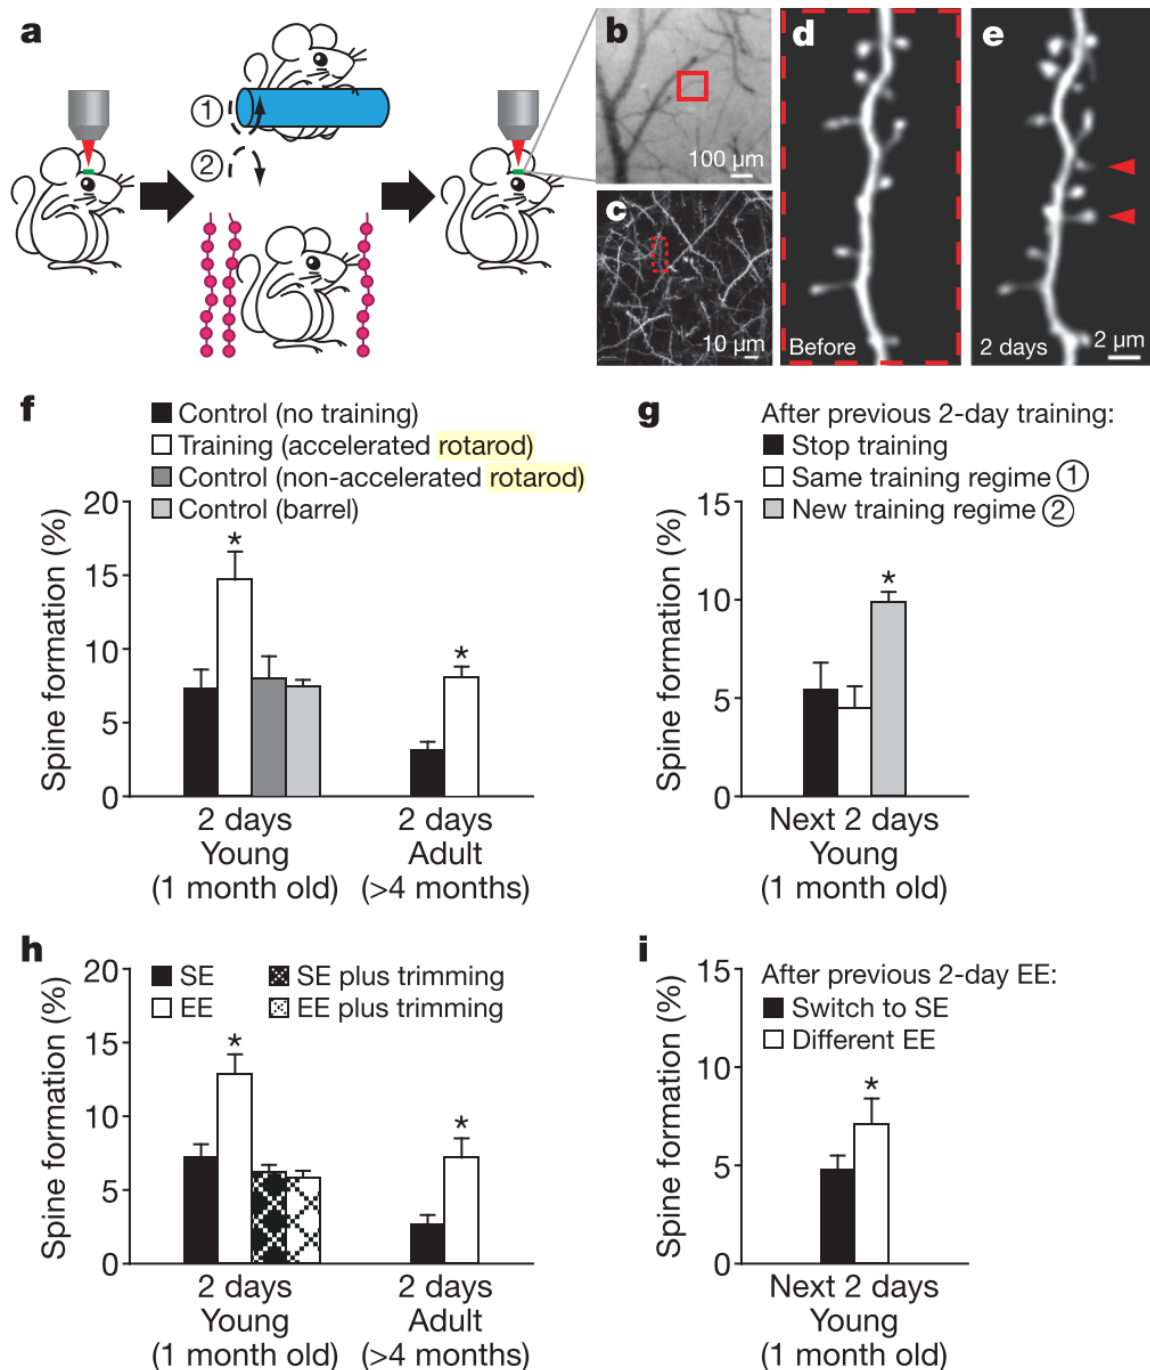 a
1
2
b
100 µm
c
10 µm
d
Before
e
2 days
2 µm
f
Control (no training)
Training (accelerated rotarod)
Control (non-accelerated rotarod)
Control (barrel)
Spine formation (%)
20
15
10
5
0
*
*
2 days
Young
(1 month old)
2 days
Adult
(>4 months)
g
After previous 2-day training:
Stop training
Same training regime 1
New training regime 2
Spine formation (%)
15
10
5
0
*
Next 2 days
Young
(1 month old)
h
SE
EE
SE plus trimming
EE plus trimming
Spine formation (%)
20
15
10
5
0
*
*
2 days
Young
(1 month old)
2 days
Adult
(>4 months)
i
After previous 2-day EE:
Switch to SE
Different EE
Spine formation (%)
15
10
5
0
*
Next 2 days
Young
(1 month old)